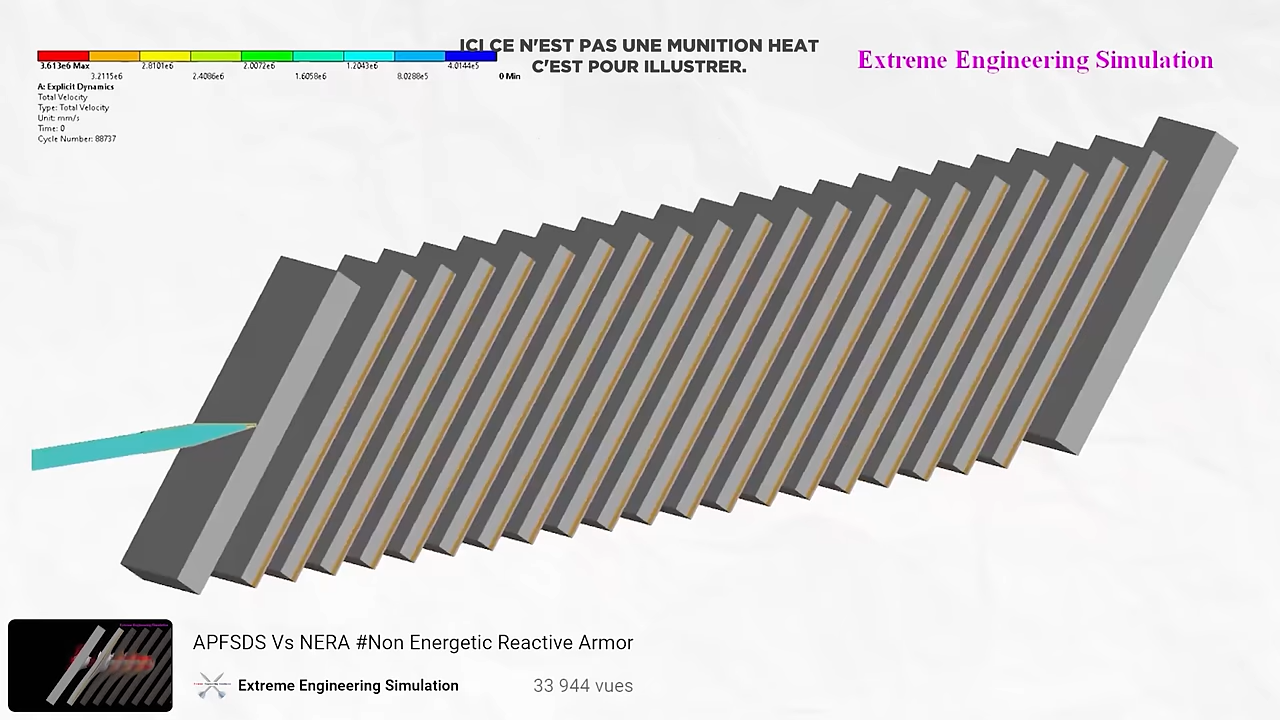 ICI CE N'EST PAS UNE MUNITION HEAT
C'EST POUR ILLUSTRER.
Extreme Engineering Simulation
3.613e6 Max
3.2115e6
2.8101e6
2.4086e6
2.0072e6
1.6058e6
1.2043e6
8.0288e5
4.0144e5
0 Min
A: Explicit Dynamics
Total Velocity
Type: Total Velocity
Unit: mm/s
Time: 0
Cycle Number: 88737
APFSDS Vs NERA #Non Energetic Reactive Armor
Extreme Engineering Simulation
33 944 vues